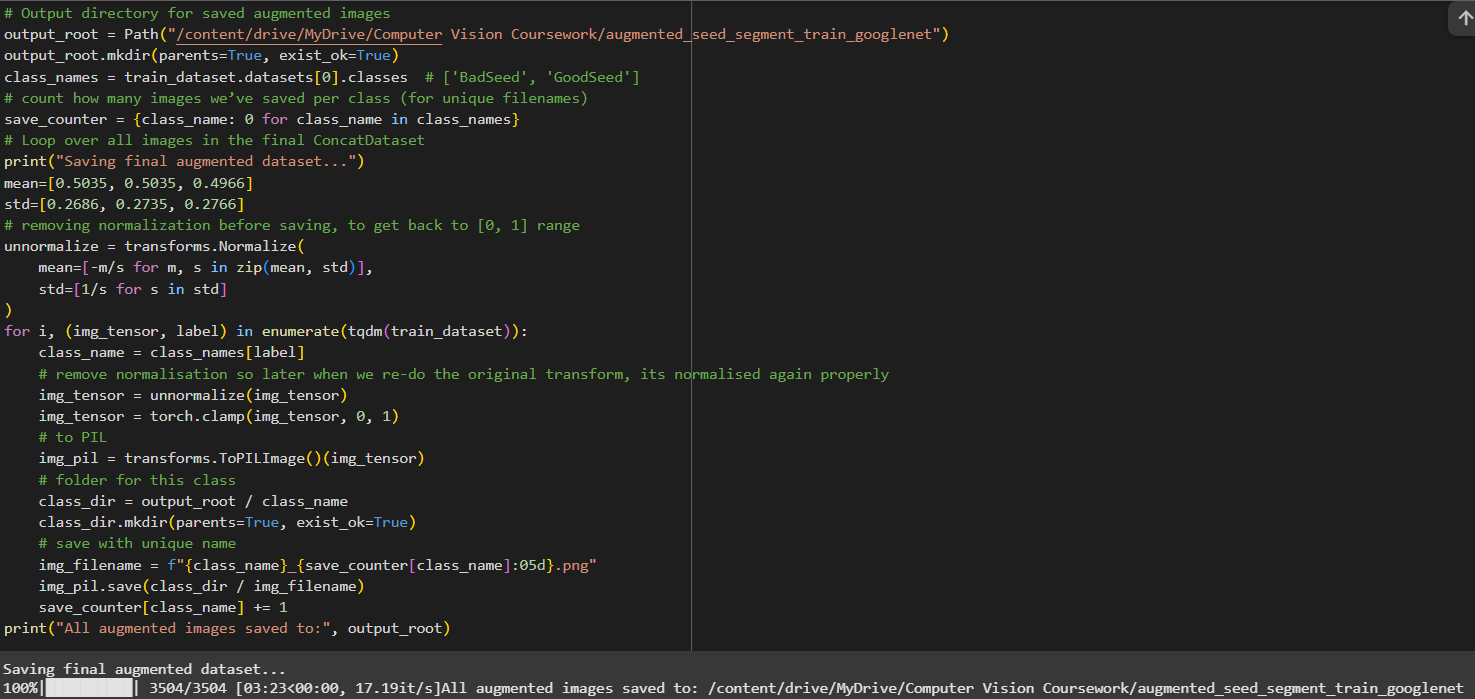 # Output directory for saved augmented images
output_root = Path("/content/drive/MyDrive/Computer Vision Coursework/augmented_seed_segment_train_googlenet")
output_root.mkdir(parents=True, exist_ok=True)
class_names = train_dataset.datasets[0].classes  # ['BadSeed', 'GoodSeed']
# count how many images we’ve saved per class (for unique filenames)
save_counter = {class_name: 0 for class_name in class_names}
# Loop over all images in the final ConcatDataset
print("Saving final augmented dataset...")
mean=[0.5035, 0.5035, 0.4966]
std=[0.2686, 0.2735, 0.2766]
# removing normalization before saving, to get back to [0, 1] range
unnormalize = transforms.Normalize(
    mean=[-m/s for m, s in zip(mean, std)],
    std=[1/s for s in std]
)
for i, (img_tensor, label) in enumerate(tqdm(train_dataset)):
    class_name = class_names[label]
    # remove normalisation so later when we re-do the original transform, its normalised again properly
    img_tensor = unnormalize(img_tensor)
    img_tensor = torch.clamp(img_tensor, 0, 1)
    # to PIL
    img_pil = transforms.ToPILImage()(img_tensor)
    # folder for this class
    class_dir = output_root / class_name
    class_dir.mkdir(parents=True, exist_ok=True)
    # save with unique name
    img_filename = f"{class_name}_{save_counter[class_name]:05d}.png"
    img_pil.save(class_dir / img_filename)
    save_counter[class_name] += 1
print("All augmented images saved to:", output_root)
Saving final augmented dataset...
100%|██████████| 3504/3504 [03:23<00:00, 17.19it/s]All augmented images saved to: /content/drive/MyDrive/Computer Vision Coursework/augmented_seed_segment_train_googlenet